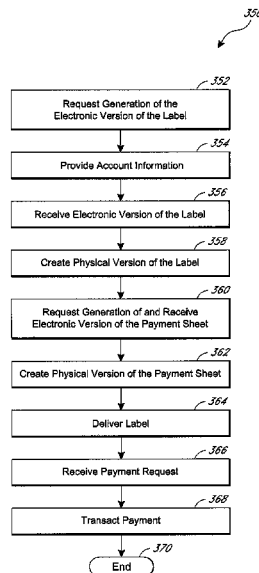 350
352
Request Generation of the
Electronic Version of the Label
354
Provide Account Information
356
Receive Electronic Version of the Label
358
Create Physical Version of the Label
360
Request Generation of and Receive
Electronic Version of the Payment Sheet
362
Create Physical Version of the Payment Sheet
364
Deliver Label
366
Receive Payment Request
368
Transact Payment
370
End